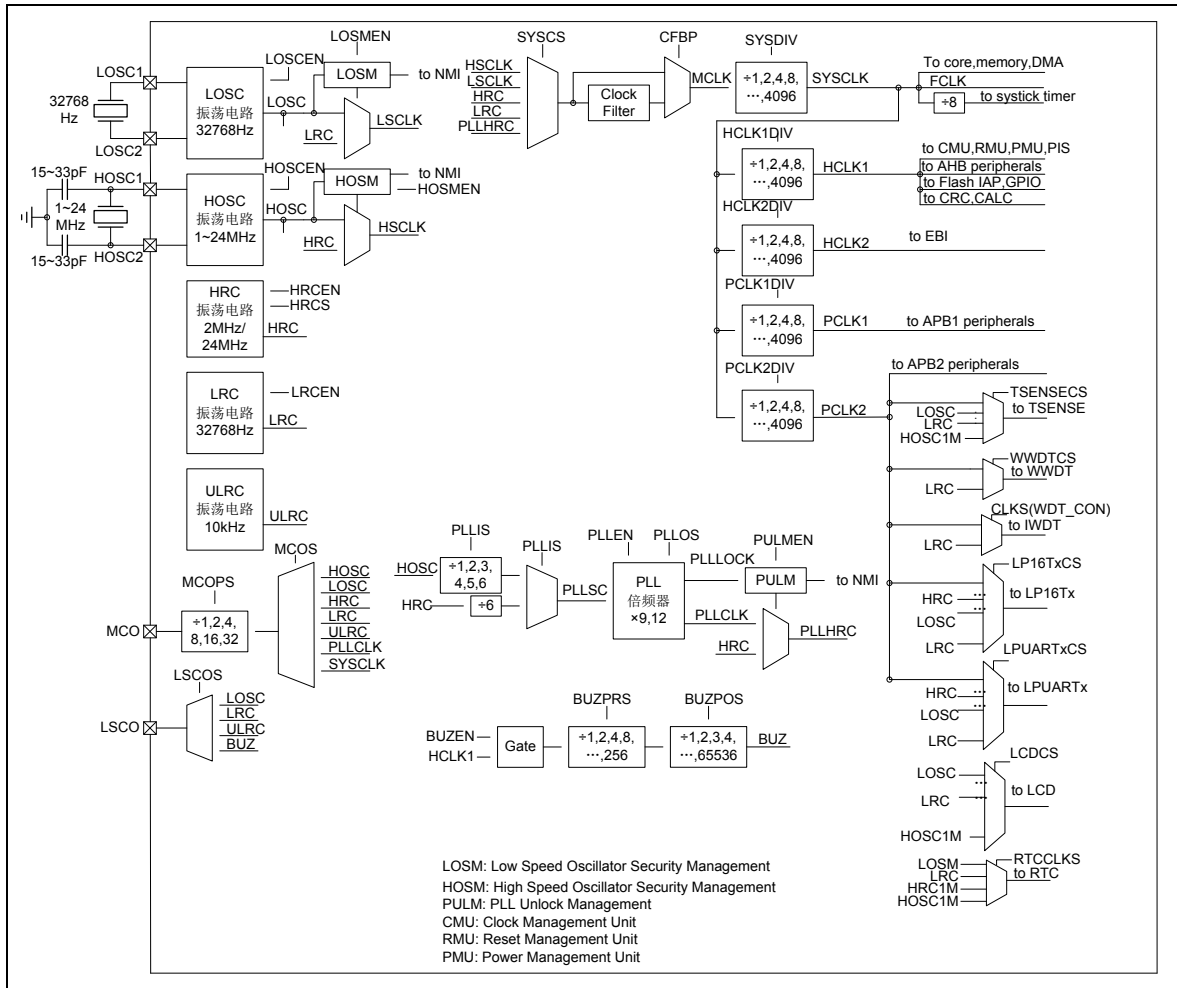 LOSC1
32768
Hz
LOSC2
LOSC
振荡电路
32768Hz
LOSCEN
LOSC
LOSMEN
LOSM
to NMI
LRC
LSCLK
15~33pF
HOSC1
1~24
MHz
15~33pF
HOSC2
HOSC
振荡电路
1~24MHz
HOSCEN
HOSC
HOSM
to NMI
HOSMEN
HRC
HSCLK
HRC
振荡电路
2MHz/
24MHz
HRCEN
HRCS
HRC
LRC
振荡电路
32768Hz
LRCEN
LRC
ULRC
振荡电路
10kHz
ULRC
SYSCS
HSCLK
LSCLK
HRC
LRC
PLLHRC
Clock
Filter
CFBP
MCLK
SYSDIV
÷1,2,4,8,
…,4096
SYSCLK
To core,memory,DMA
FCLK
÷8
to systick timer
HCLK1DIV
÷1,2,4,8,
…,4096
HCLK1
to CMU,RMU,PMU,PIS
to AHB peripherals
to Flash IAP,GPIO
to CRC,CALC
HCLK2DIV
÷1,2,4,8,
…,4096
HCLK2
to EBI
PCLK1DIV
÷1,2,4,8,
…,4096
PCLK1
to APB1 peripherals
PCLK2DIV
÷1,2,4,8,
…,4096
PCLK2
to APB2 peripherals
TSENSECS
LOSC
LRC
HOSC1M
to TSENSE
WWDTCS
to WWDT
LRC
CLKS(WDT_CON)
to IWDT
LRC
LP16TxCS
to LP16Tx
HRC
…
…
LOSC
LRC
LPUARTxCS
to LPUARTx
HRC
…
…
LOSC
LRC
LCDCS
LOSC
…
…
LRC
to LCD
HOSC1M
RTCCLKS
LOSM
LRC
HRC1M
HOSC1M
to RTC
MCO
MCOPS
÷1,2,4,
8,16,32
MCOS
HOSC
LOSC
HRC
LRC
ULRC
PLLCLK
SYSCLK
LSCO
LSCOS
LOSC
LRC
ULRC
BUZ
PLLIS
HOSC
÷1,2,3,
4,5,6
HRC
÷6
PLLIS
PLLSC
PLLEN
PLLOS
PLL
倍频器
×9,12
PLLLOCK
PLLCLK
PULMEN
PULM
to NMI
HRC
PLLHRC
BUZEN
HCLK1
Gate
BUZPRS
÷1,2,4,8,
…,256
BUZPOS
÷1,2,3,4,
…,65536
BUZ
LOSM: Low Speed Oscillator Security Management
HOSM: High Speed Oscillator Security Management
PULM: PLL Unlock Management
CMU: Clock Management Unit
RMU: Reset Management Unit
PMU: Power Management Unit